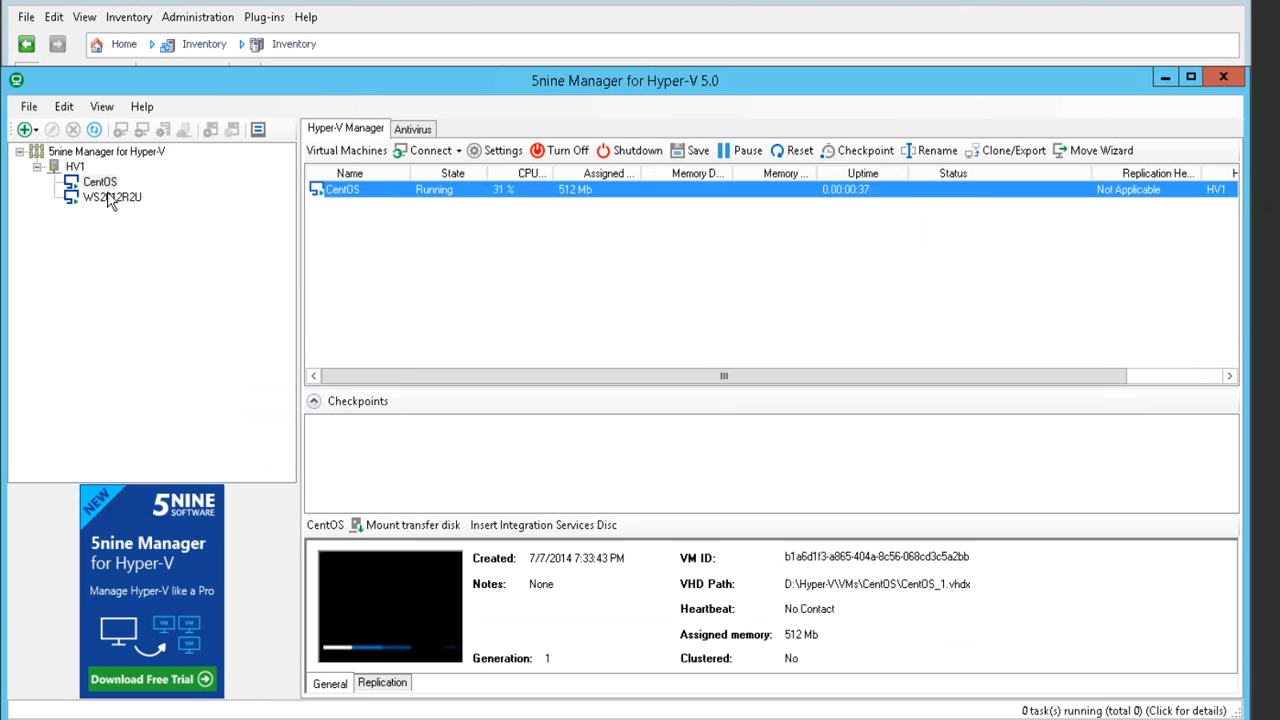 File Edit View Inventory Administration Plug-ins Help
Home Inventory Inventory
5nine Manager for Hyper-V 5.0
File Edit View Help
Hyper-V Manager Antivirus
Virtual Machines Connect Settings Turn Off Shutdown Save Pause Reset Checkpoint Rename Clone/Export Move Wizard
5nine Manager for Hyper-V
HV1
CentOS
WS2012R2U
Name State CPU... Assigned ... Memory D... Memory ... Uptime Status Replication He... H
CentOS Running 31 % 512 Mb 0.00:00:37 Not Applicable HV1
Checkpoints
CentOS Mount transfer disk Insert Integration Services Disc
Created: 7/7/2014 7:33:43 PM VM ID: b1a6d1f3-a865-404a-8c56-068cd3c5a2bb
Notes: None VHD Path: D:\Hyper-V\VMs\CentOS\CentOS_1.vhdx
Heartbeat: No Contact
Assigned memory: 512 Mb
Generation: 1 Clustered: No
General Replication
NEW
5NINE
SOFTWARE
5nine Manager
for Hyper-V
Manage Hyper-V like a Pro
VM VM
VM
Download Free Trial
0 task(s) running (total 0) (Click for details)